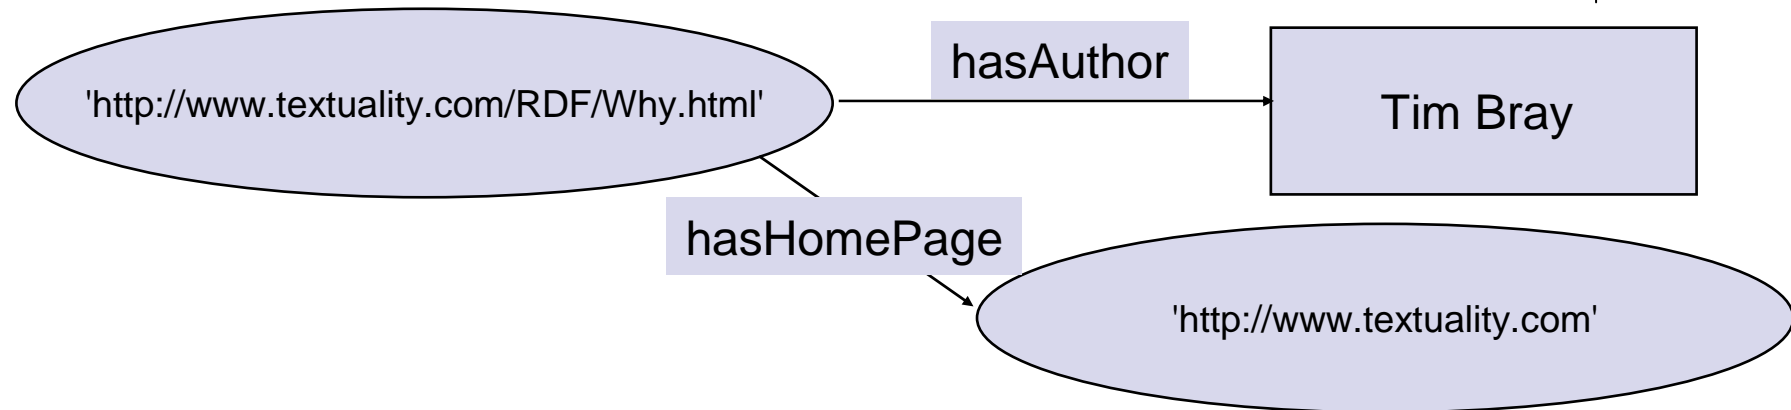 hasAuthor
'http://www.textuality.com/RDF/Why.html'
Tim Bray
hasHomePage
'http://www.textuality.com'